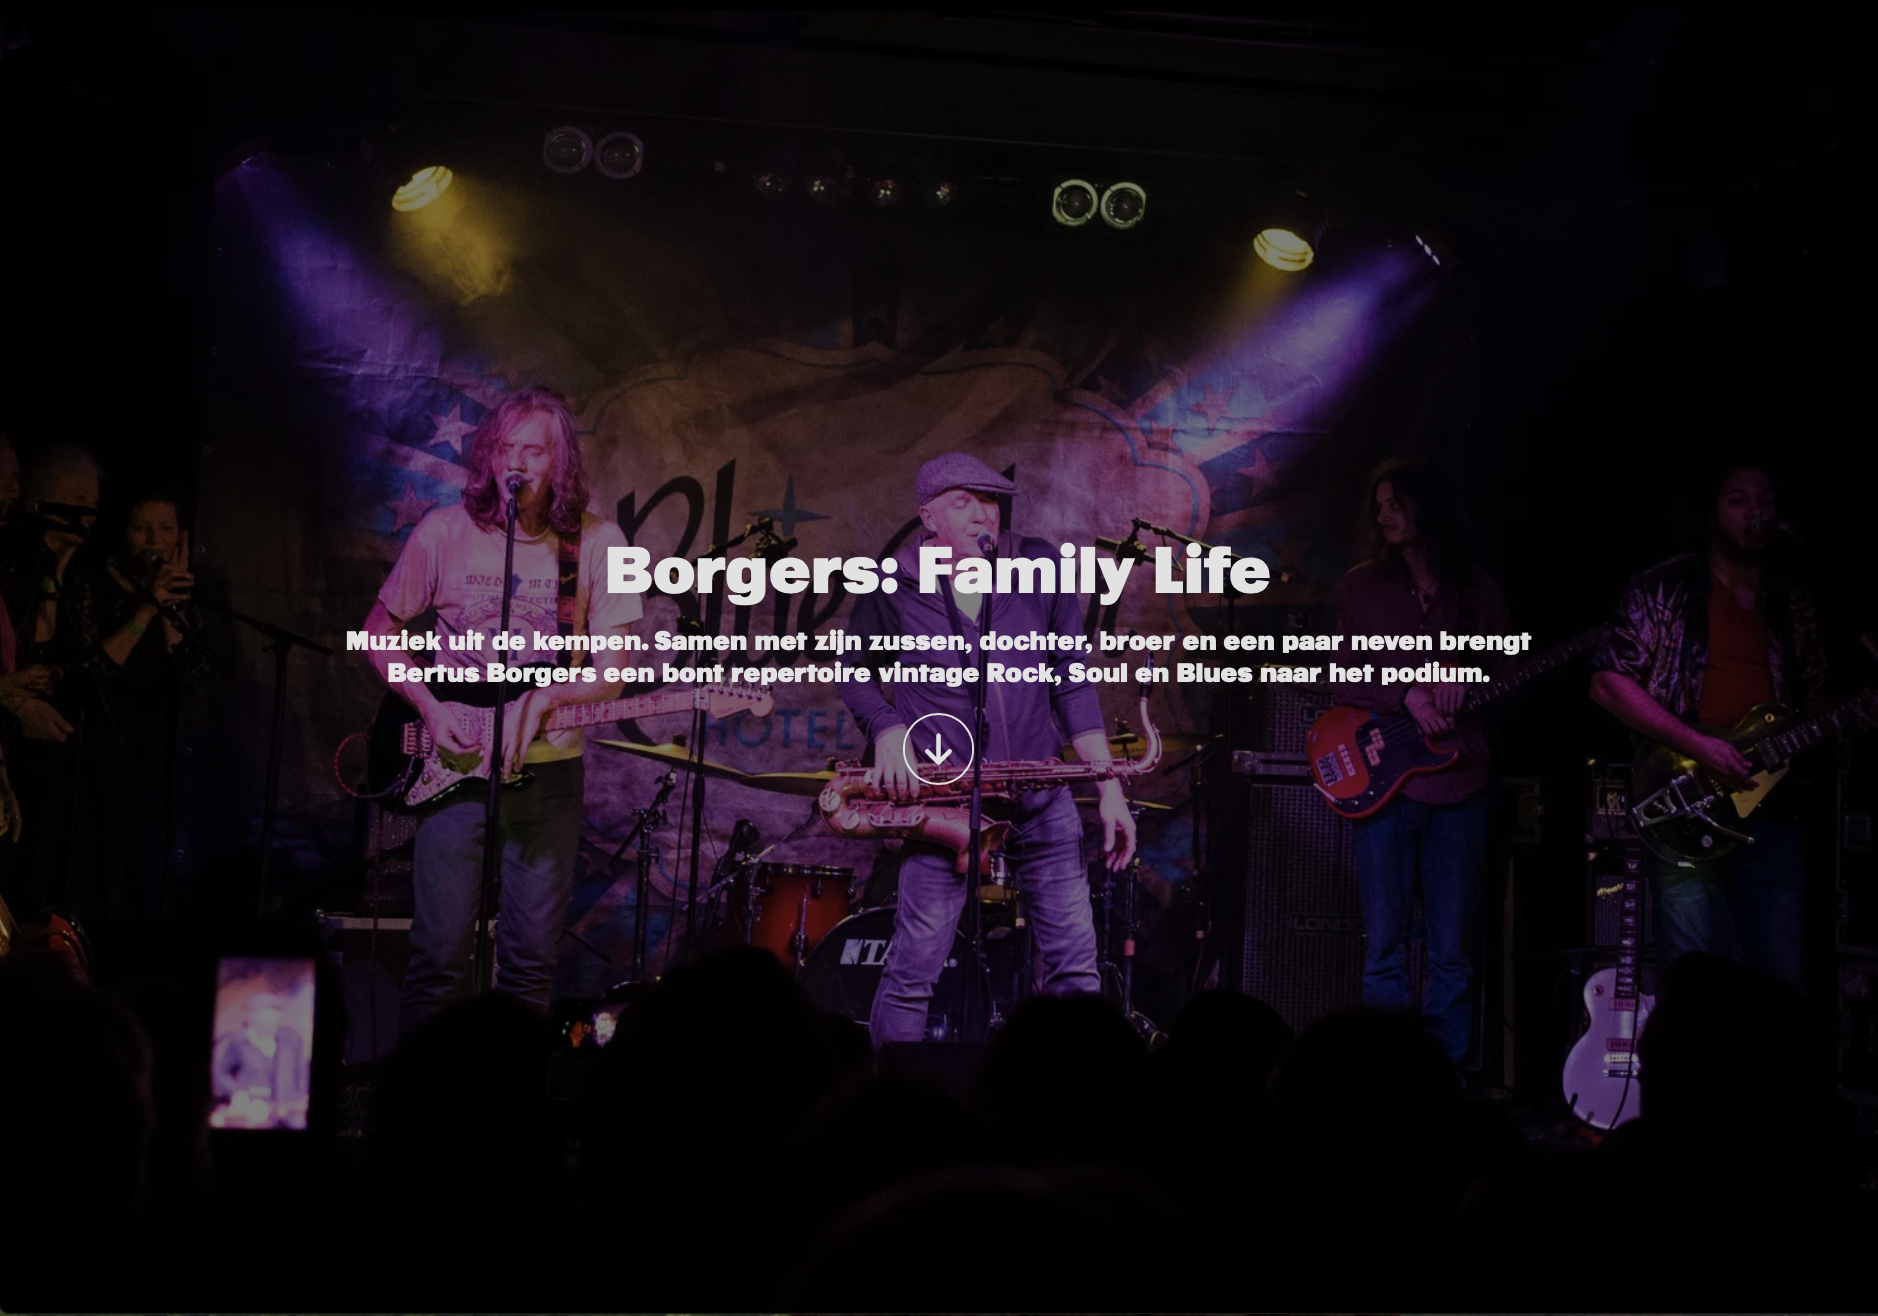 Borgers: Family Life
Muziek uit de kempen. Samen met zijn zussen, dochter, broer en een paar neven brengt
Bertus Borgers een bont repertoire vintage Rock, Soul en Blues naar het podium.
HOTEL